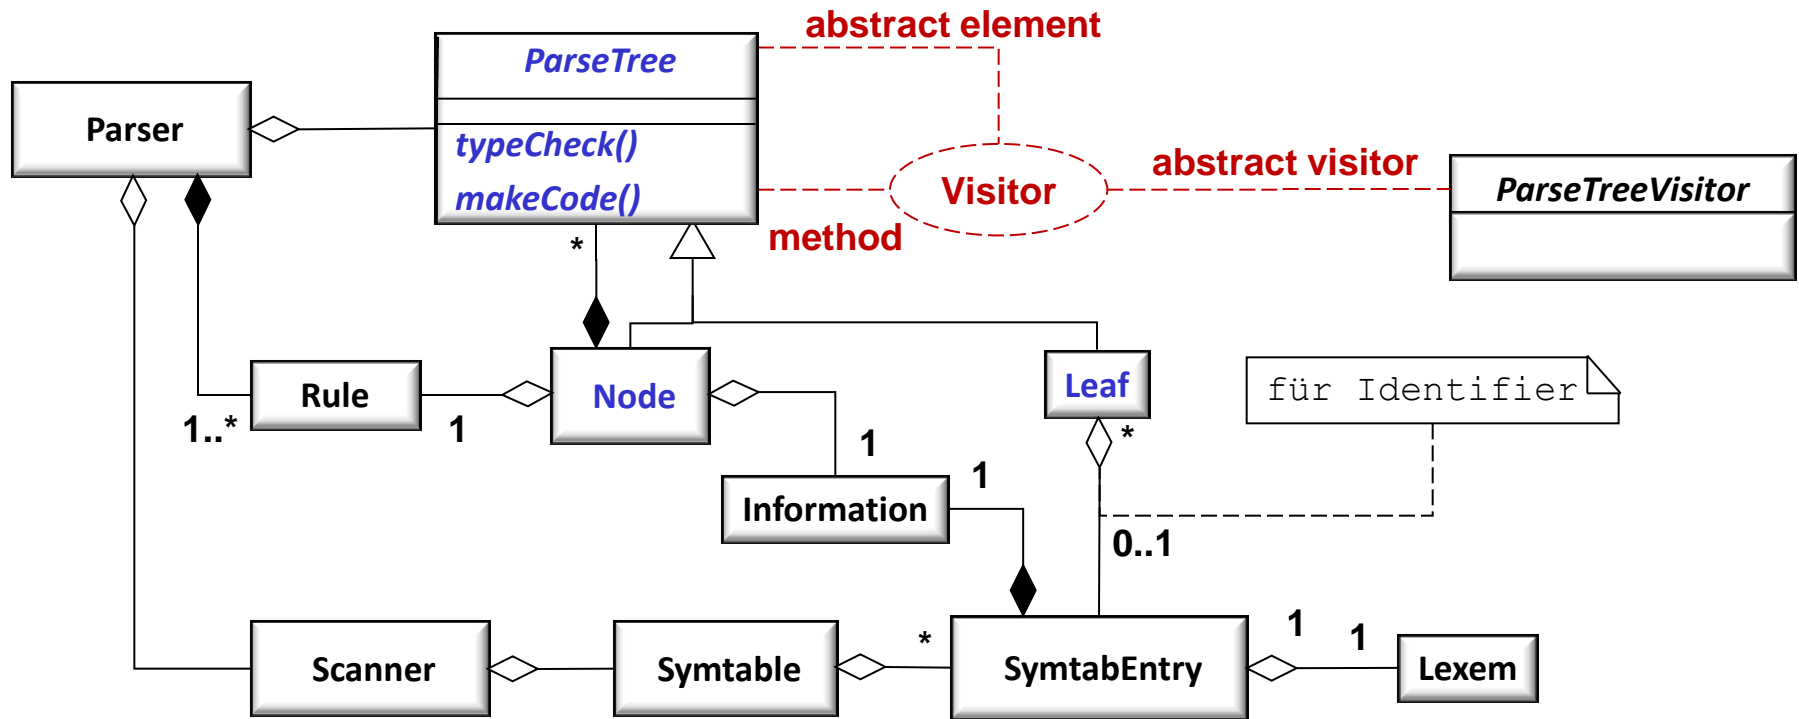 abstract element
ParseTree
Parser
typeCheck()
makeCode()
Visitor
abstract visitor
ParseTreeVisitor
method
*
Rule
1..*
1
Node
Leaf
*
für Identifier
1
1
Information
0..1
Scanner
Symtable
*
SymtabEntry
1
1
Lexem